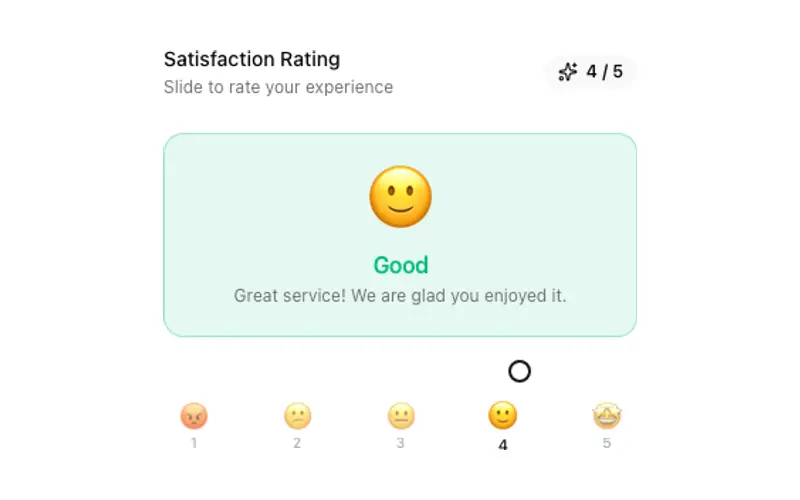 Satisfaction Rating
Slide to rate your experience
4 / 5
Good
Great service! We are glad you enjoyed it.
1
2
3
4
5